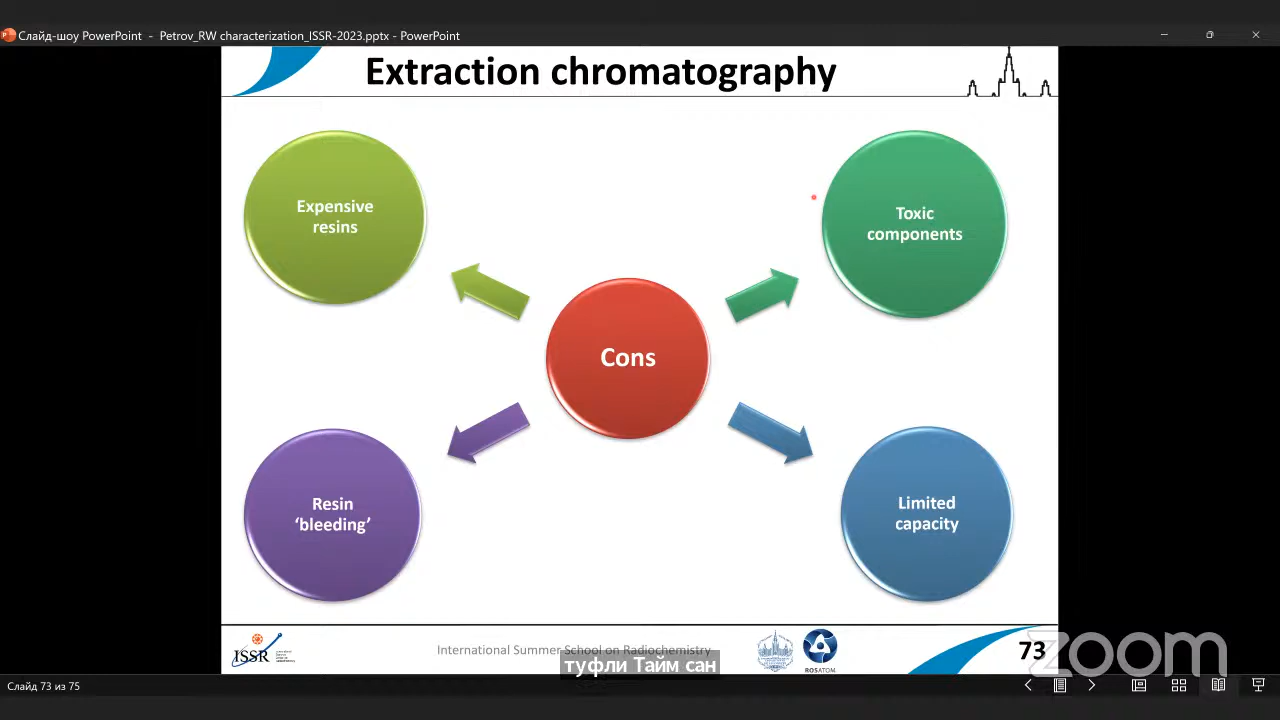 Слайд-шоу PowerPoint - Petrov_RW characterization_ISSR-2023.pptx - PowerPoint
Extraction chromatography
Expensive
resins
Toxic
components
Cons
Resin
‘bleeding’
Limited
capacity
ISSR
International Summer School on Radiochemistry
ROSATOM
73
zoom
туфли Тайм сан
Слайд 73 из 75